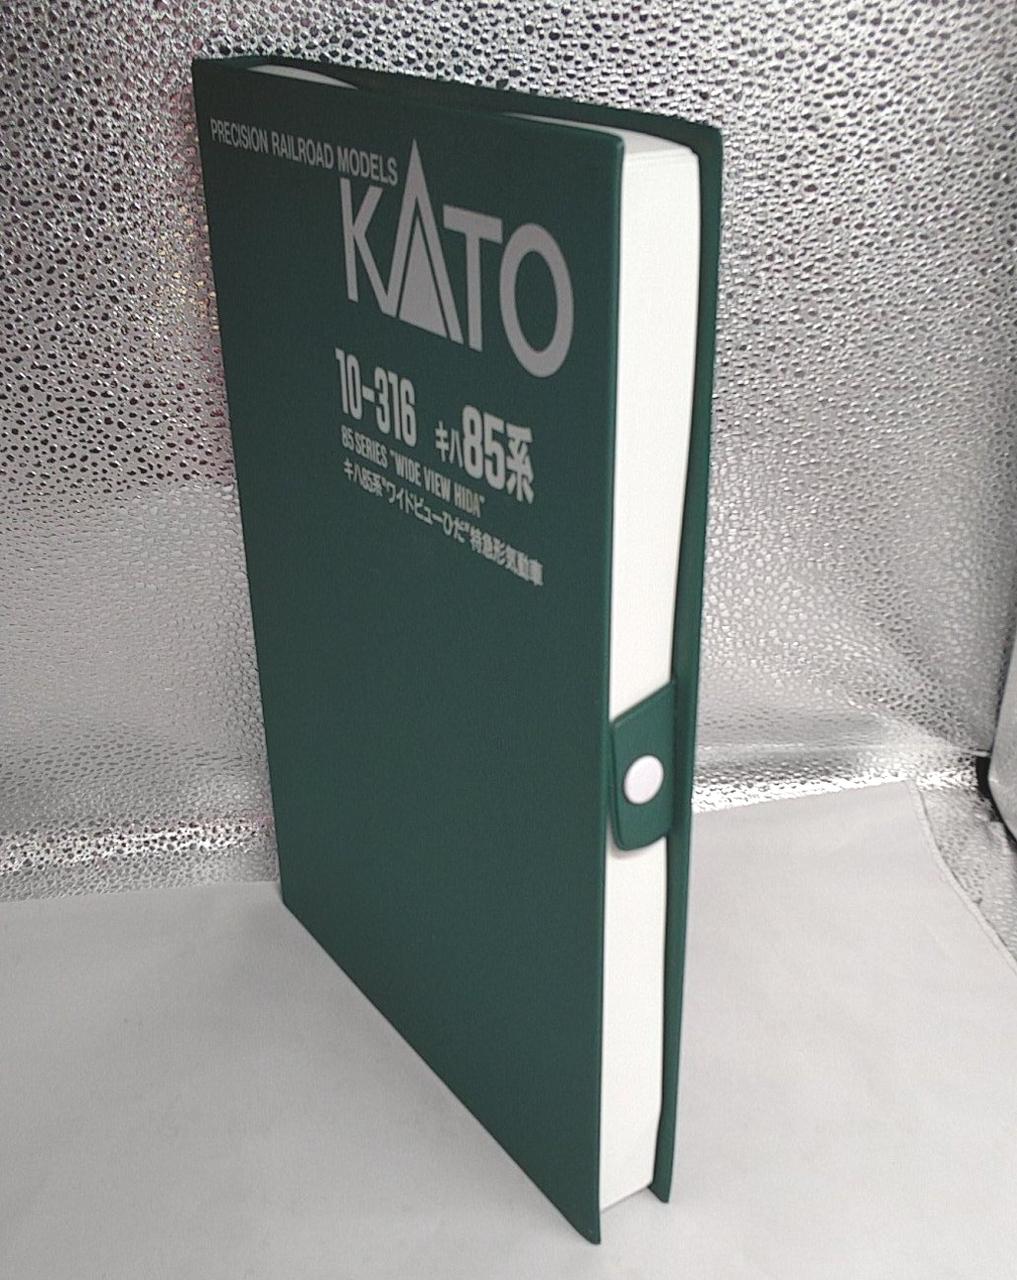 PRECISION RAILROAD MODELS
KATO
10-316 キハ85系
85 SERIES "WIDE VIEW HIDA"
キハ85系"ワイドビューひだ"特急形気動車